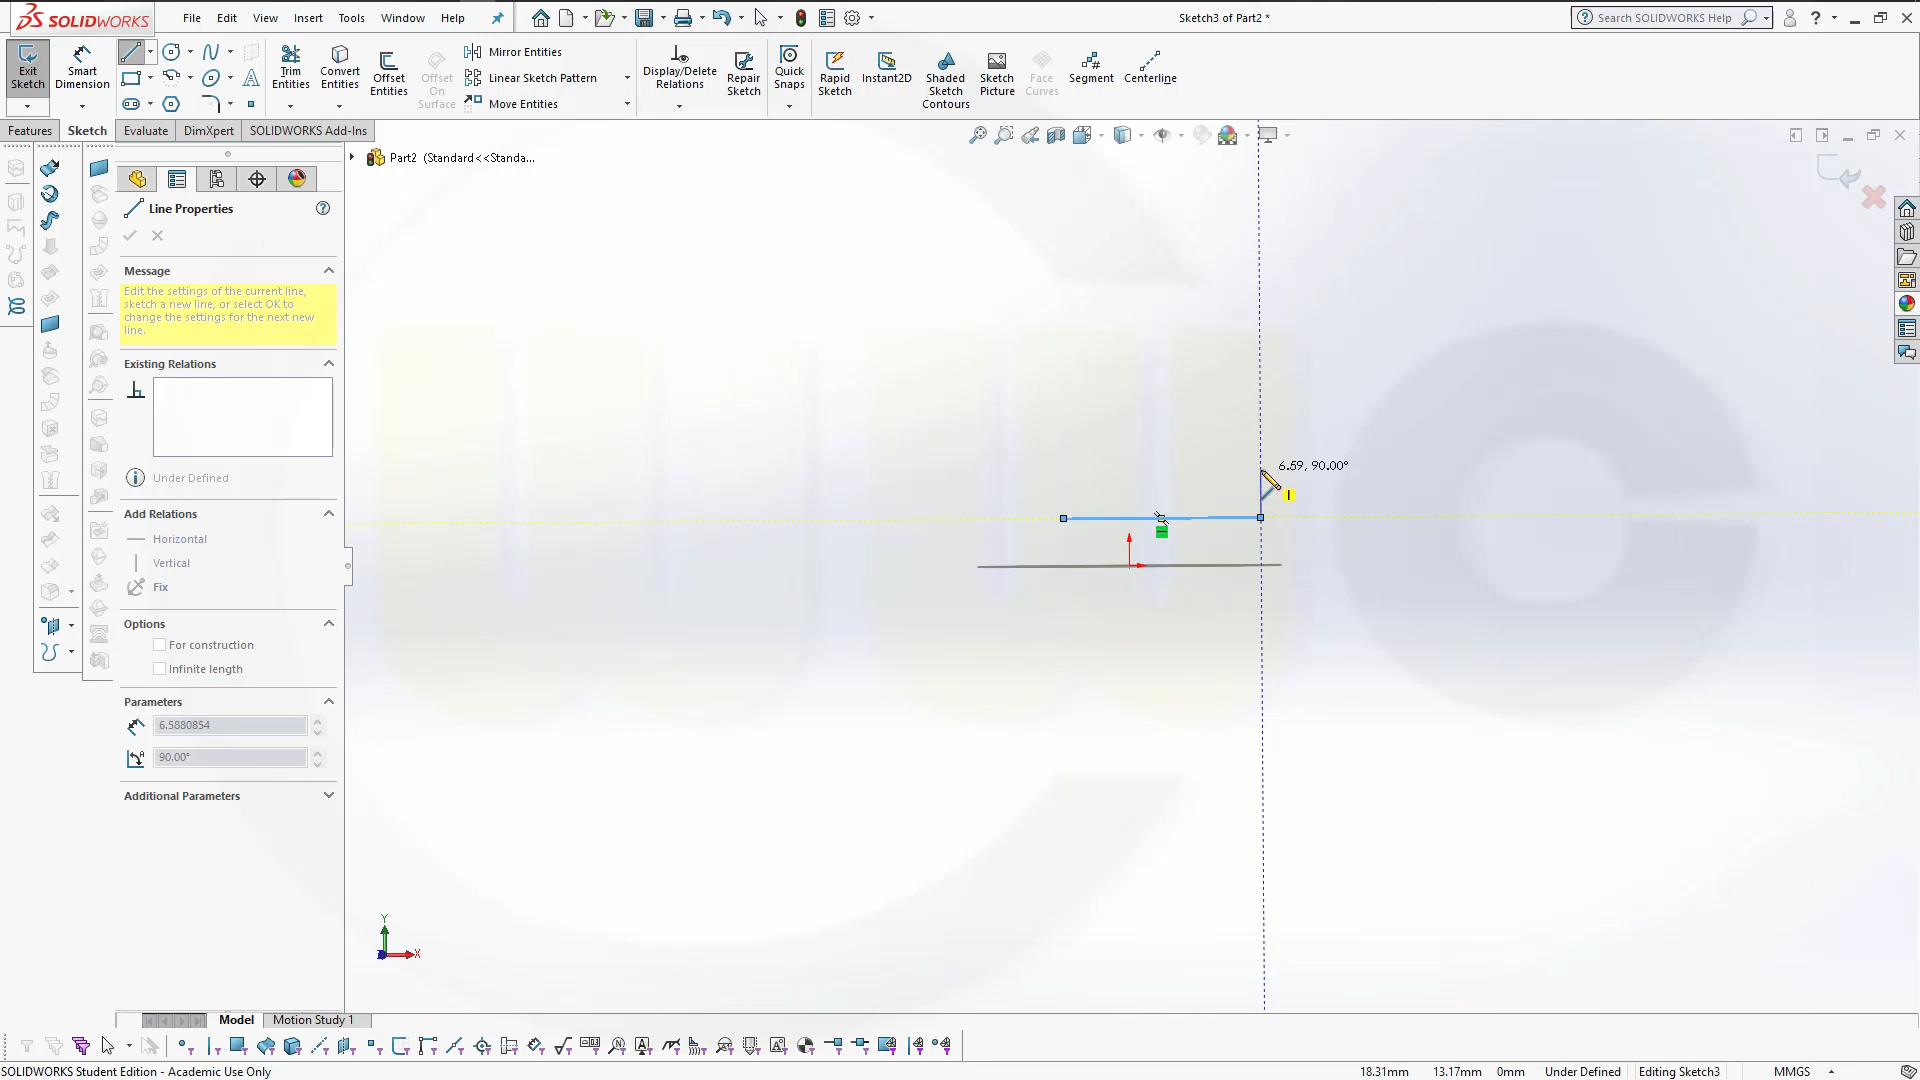 SOLIDWORKS
File Edit View Insert Tools Window Help
Sketch3 of Part2 *
Search SOLIDWORKS Help
Exit Sketch
Smart Dimension
Trim Entities
Convert Entities
Offset Entities
Offset On Surface
Mirror Entities
Linear Sketch Pattern
Move Entities
Display/Delete Relations
Repair Sketch
Quick Snaps
Rapid Sketch
Instant2D
Shaded Sketch Contours
Sketch Picture
Face Curves
Segment
Centerline
Features Sketch Evaluate DimXpert SOLIDWORKS Add-Ins
Part2 (Standard<<Standa...
Line Properties
Message
Edit the settings of the current line,
sketch a new line, or select OK to
change the settings for the next new
line.
Existing Relations
Under Defined
Add Relations
Horizontal
Vertical
Fix
Options
For construction
Infinite length
Parameters
6.5880854
90.00°
Additional Parameters
6.59, 90.00°
Y
X
Model Motion Study 1
SOLIDWORKS Student Edition - Academic Use Only
18.31mm 13.17mm 0mm Under Defined Editing Sketch3 MMGS